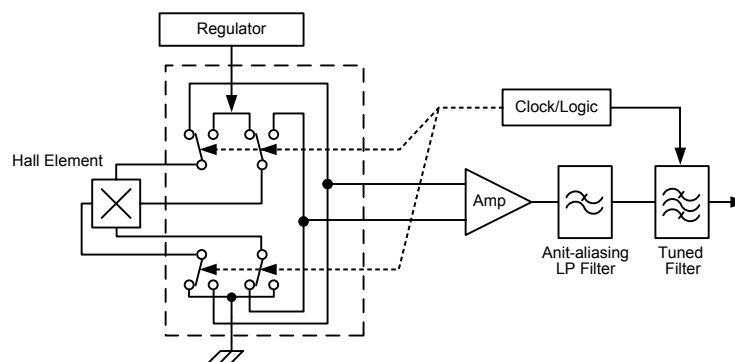 Regulator
Clock/Logic
Hall Element
Amp
Anit-aliasing
LP Filter
Tuned
Filter